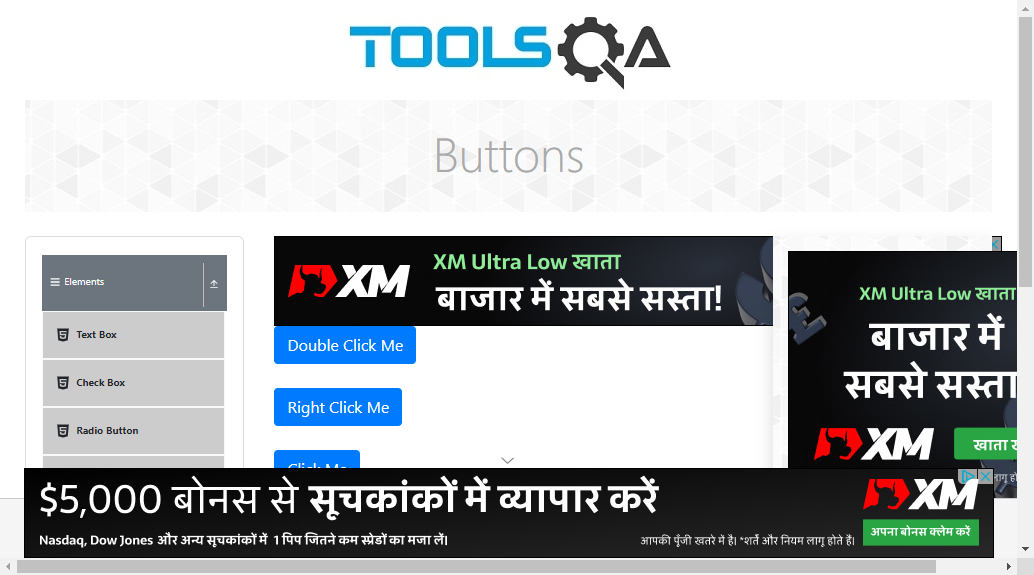 TOOLSQA
Buttons
Elements
Text Box
Check Box
Radio Button
XM
XM Ultra Low खाता
बाजार में सबसे सस्ता!
Double Click Me
Right Click Me
Click Me
XM Ultra Low खाता
बाजार में
सबसे सस्ता
XM
खाता
लागू हो
$5,000 बोनस से सूचकांकों में व्यापार करें
Nasdaq, Dow Jones और अन्य सूचकांकों में 1 पिप जितने कम स्प्रेडों का मजा लें।
आपकी पूँजी खतरे में है। *शर्तें और नियम लागू होते हैं।
XM
अपना बोनस क्लेम करें